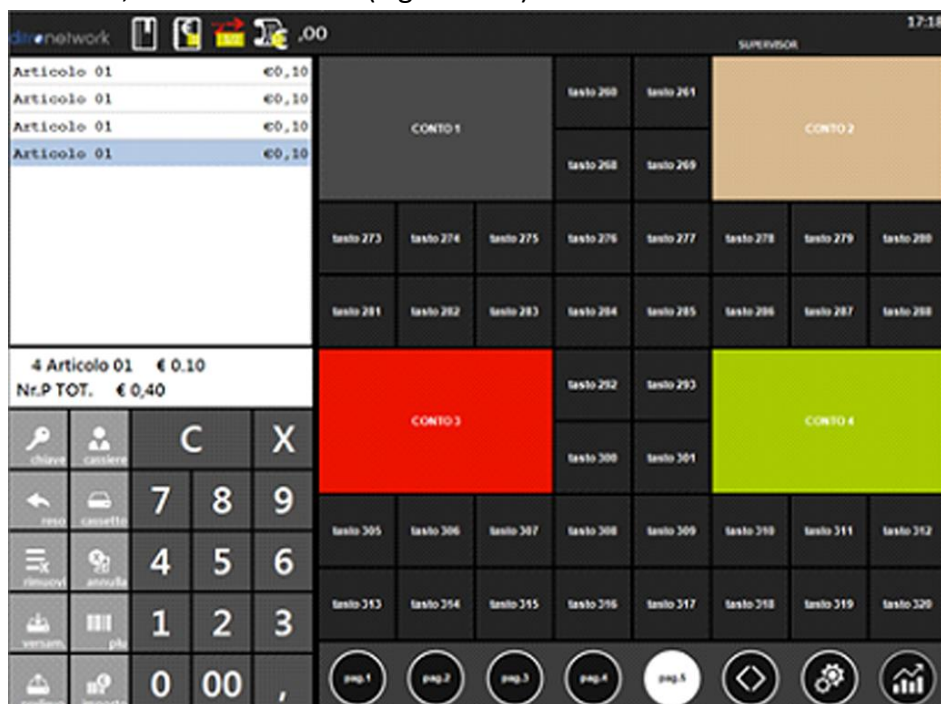 ditronetwork
,00
SUPERVISOR
17:18
Articolo 01 €0,10
Articolo 01 €0,10
Articolo 01 €0,10
Articolo 01 €0,10
4 Articolo 01 € 0.10
Nr.P TOT. € 0,40
chiave cassiere C X
reso cassetto 7 8 9
rimuovi annulla 4 5 6
versam. plu 1 2 3
0 00 ,
CONTO 1 tasto 260 tasto 261 CONTO 2
tasto 268 tasto 269
tasto 273 tasto 274 tasto 275 tasto 276 tasto 277 tasto 278 tasto 279 tasto 280
tasto 281 tasto 282 tasto 283 tasto 284 tasto 285 tasto 286 tasto 287 tasto 288
CONTO 3 tasto 292 tasto 293 CONTO 4
tasto 300 tasto 301
tasto 305 tasto 306 tasto 307 tasto 308 tasto 309 tasto 310 tasto 311 tasto 312
tasto 313 tasto 314 tasto 315 tasto 316 tasto 317 tasto 318 tasto 319 tasto 320
pag.1 pag.2 pag.3 pag.4 pag.5